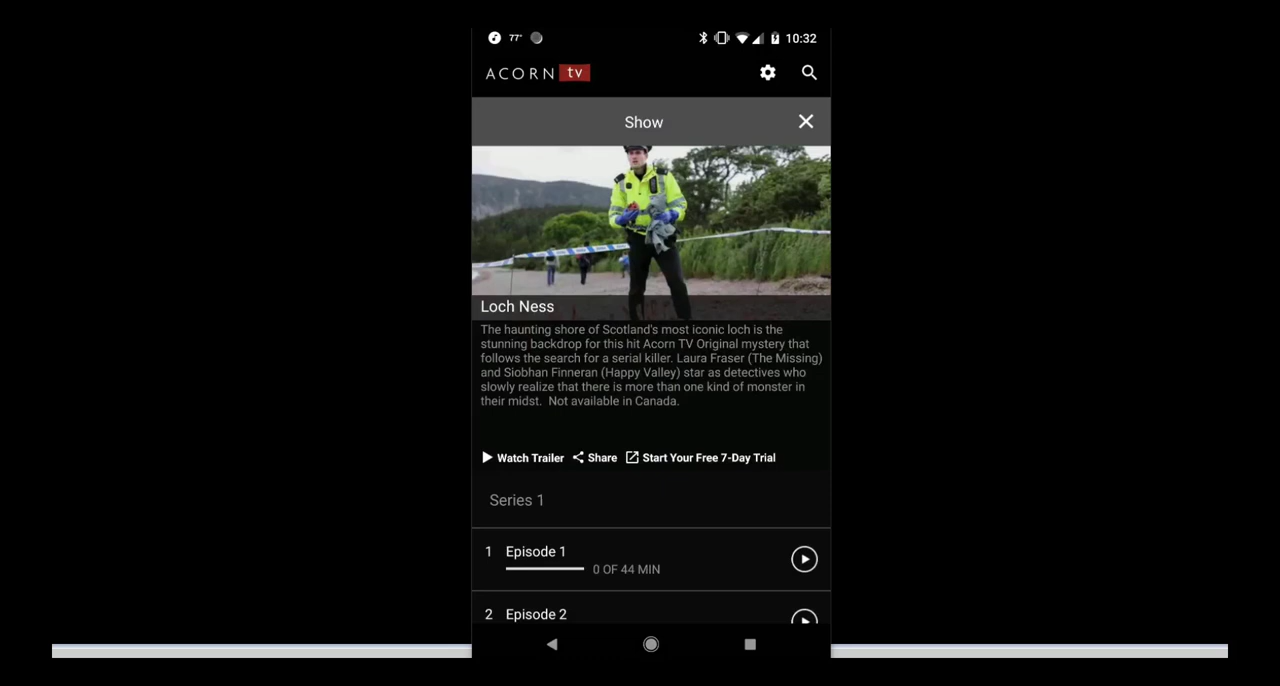 77°
10:32
ACORN tv
Show
Loch Ness
The haunting shore of Scotland's most iconic loch is the
stunning backdrop for this hit Acorn TV Original mystery that
follows the search for a serial killer. Laura Fraser (The Missing)
and Siobhan Finneran (Happy Valley) star as detectives who
slowly realize that there is more than one kind of monster in
their midst.  Not available in Canada.
Watch Trailer Share Start Your Free 7-Day Trial
Series 1
1 Episode 1
0 OF 44 MIN
2 Episode 2